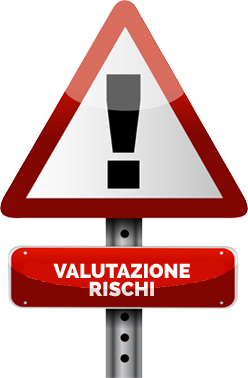 !
VALUTAZIONE
RISCHI